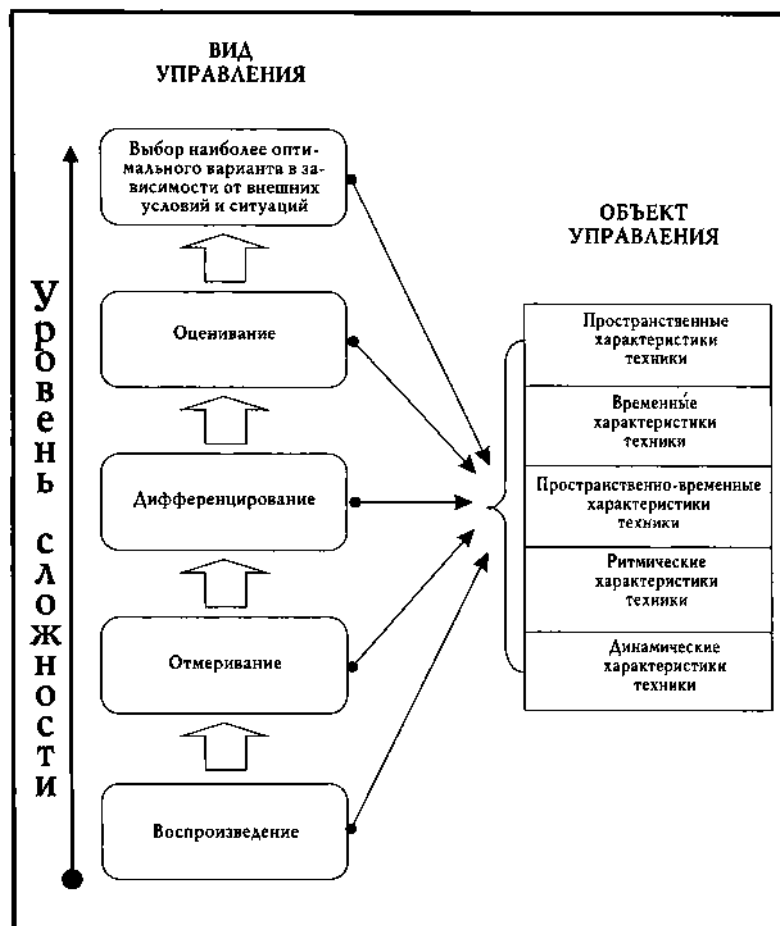 ВИД
УПРАВЛЕНИЯ
Выбор наиболее опти-
мального варианта в за-
висимости от внешних
условий и ситуаций
Оценивание
Дифференцирование
Отмеривание
Воспроизведение
Уровень сложности
ОБЪЕКТ
УПРАВЛЕНИЯ
Пространственные
характеристики
техники
Временные
характеристики
техники
Пространственно-временные
характеристики
техники
Ритмические
характеристики
техники
Динамические
характеристики
техники